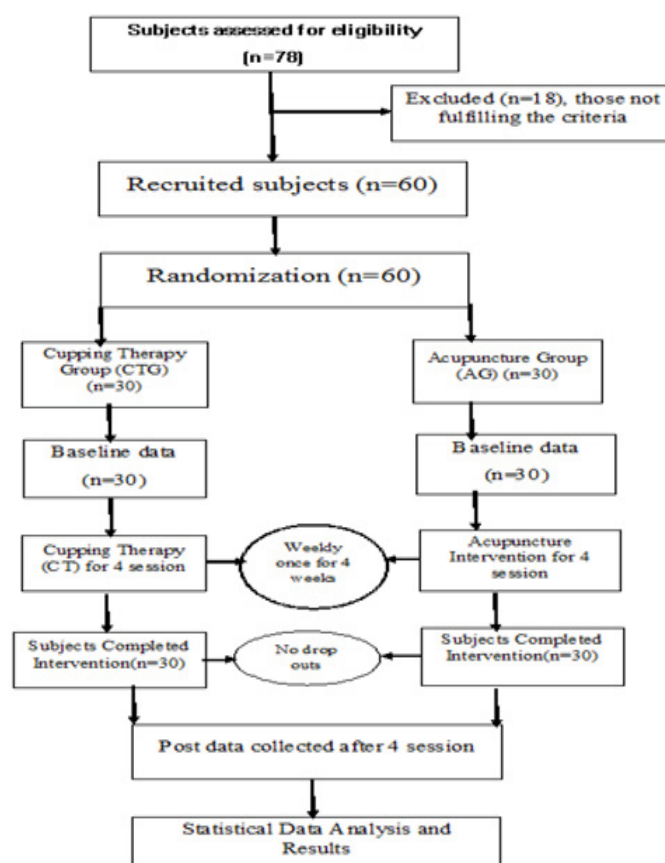 Subjects assessed for eligibility
(n=78)
Excluded (n=18), those not
fulfilling the criteria
Recruited subjects (n=60)
Randomization (n=60)
Cupping Therapy
Group (CTG)
(n=30)
Acupuncture Group
(AG) (n=30)
Baseline data
(n=30)
Baseline data
(n=30)
Cupping Therapy
(CT) for 4 session
Weekly
once for 4
weeks
Acupuncture
Intervention for 4
session
Subjects Completed
Intervention(n=30)
No drop
outs
Subjects Completed
Intervention(n=30)
Post data collected after 4 session
Statistical Data Analysis and
Results